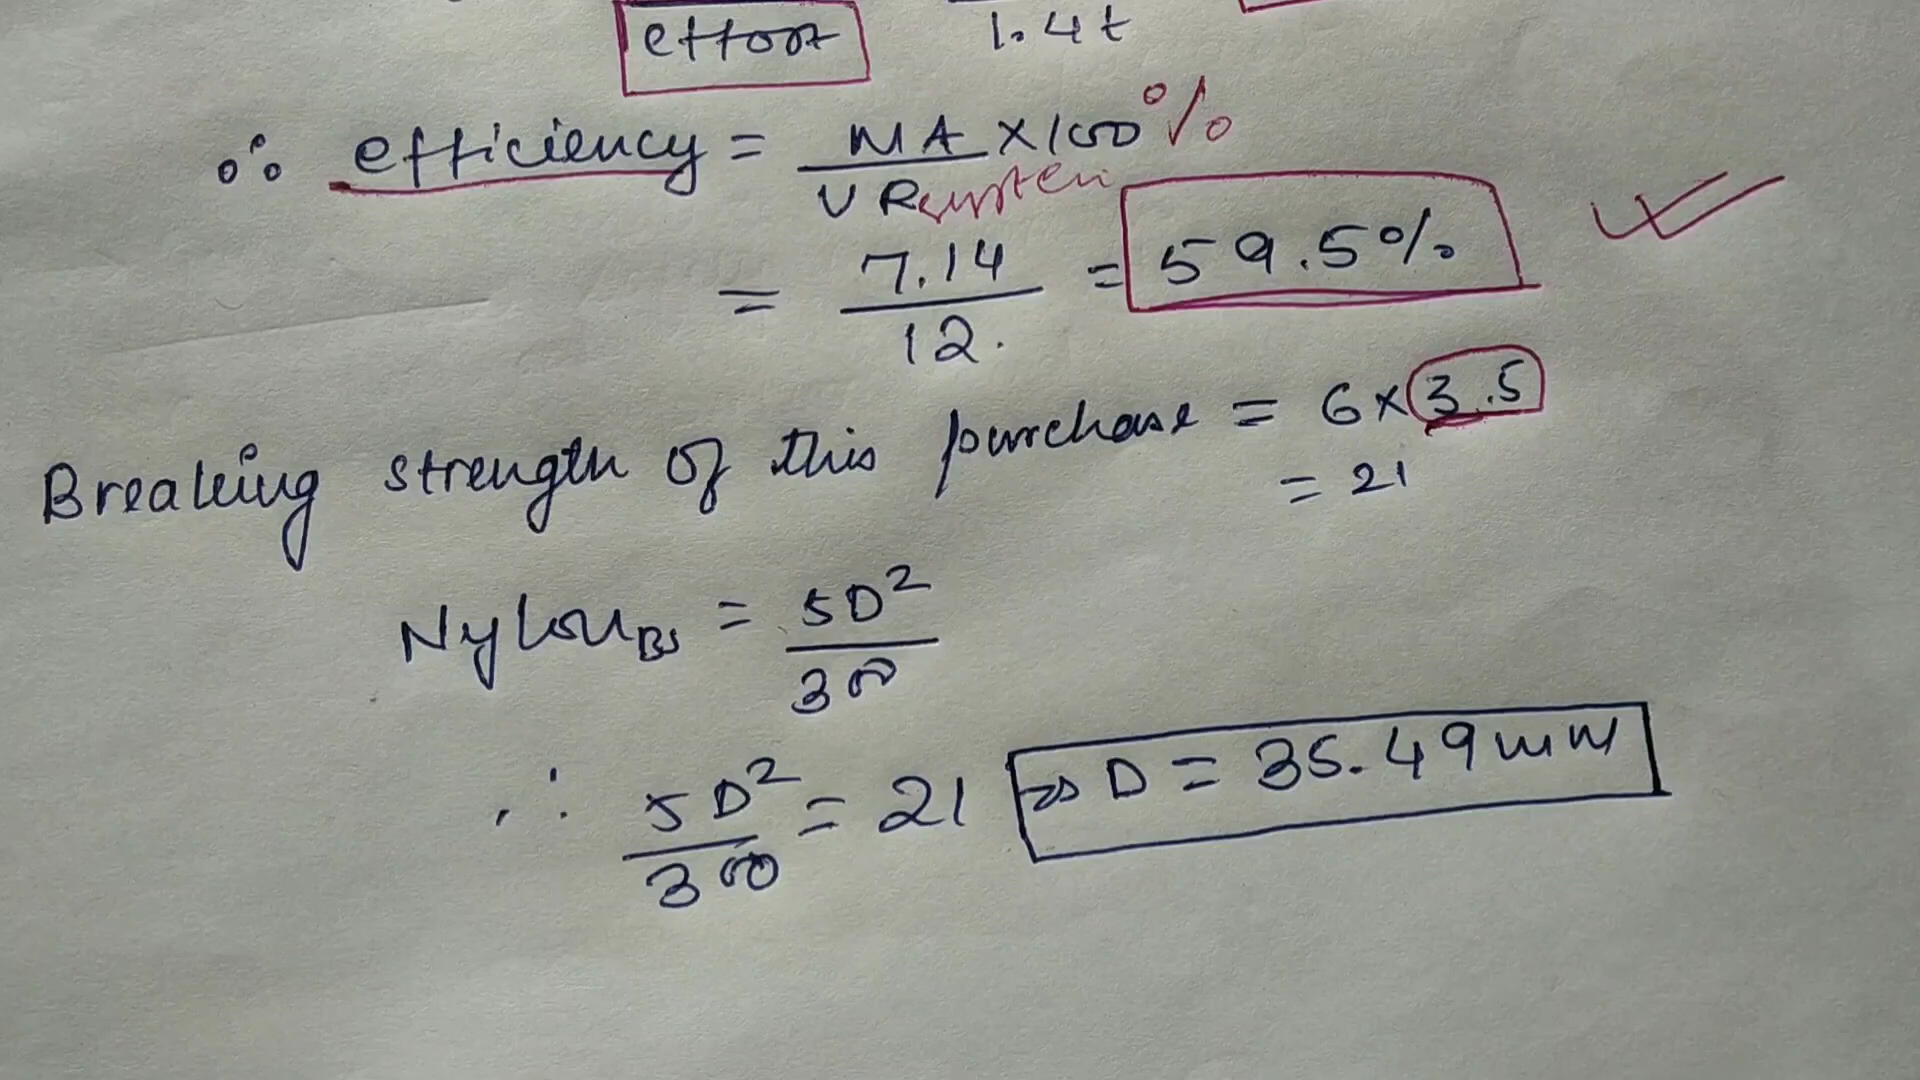 effort 1.4t
∴ efficiency = MA × 100 % / VR system
= 7.14 / 12. = 59.5%
Breaking strength of this purchase = 6 × 3.5
= 21
Nylon BS = 5D² / 300
∴ 5D² / 300 = 21 ⇒ D = 35.49 mm